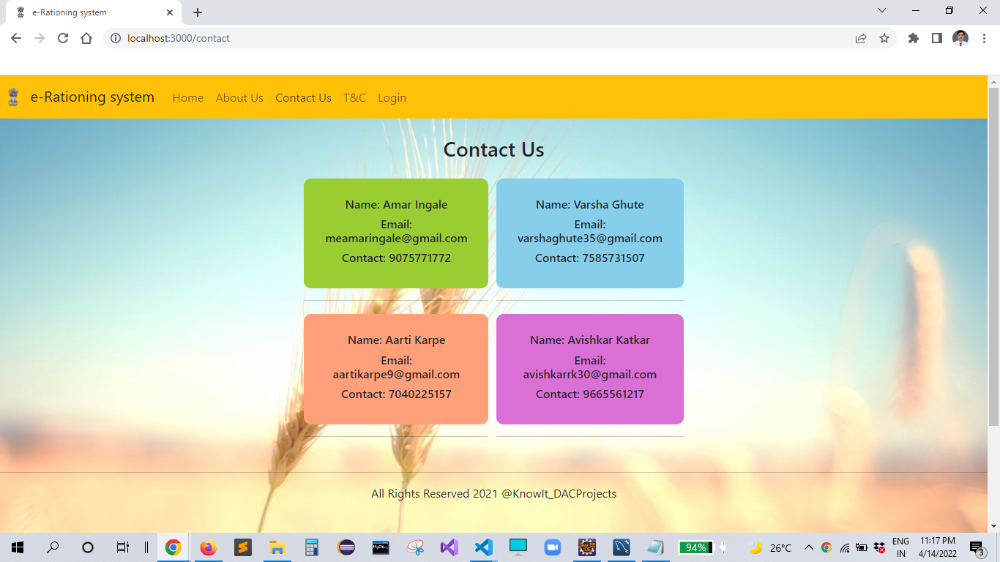 e-Rationing system
localhost:3000/contact
e-Rationing system Home About Us Contact Us T&C Login
Contact Us
Name: Amar Ingale
Email:
meamaringale@gmail.com
Contact: 9075771772
Name: Varsha Ghute
Email:
varshaghute35@gmail.com
Contact: 7585731507
Name: Aarti Karpe
Email:
aartikarpe9@gmail.com
Contact: 7040225157
Name: Avishkar Katkar
Email:
avishkarrk30@gmail.com
Contact: 9665561217
All Rights Reserved 2021 @KnowIt_DACProjects
94% 26°C
ENG
IN
11:17 PM
4/14/2022
3